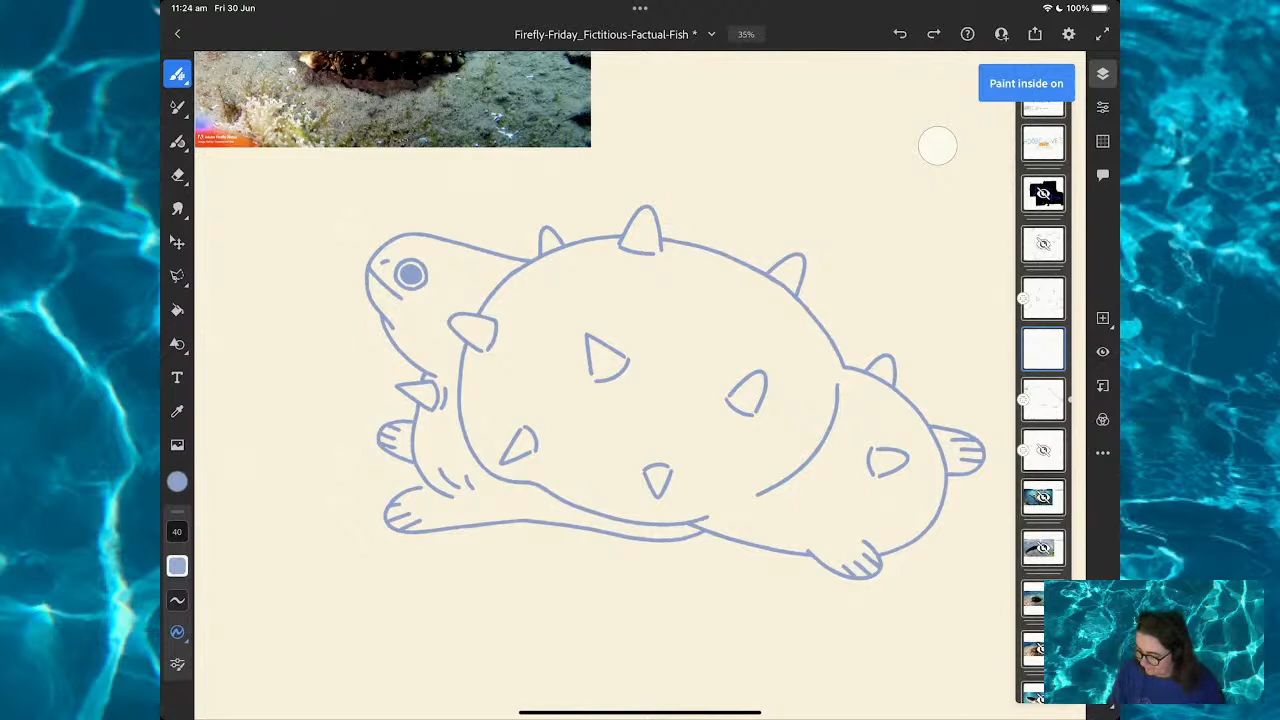 11:24 am Fri 30 Jun
100%
Firefly-Friday_Fictitious-Factual-Fish *
35%
Paint inside on
40